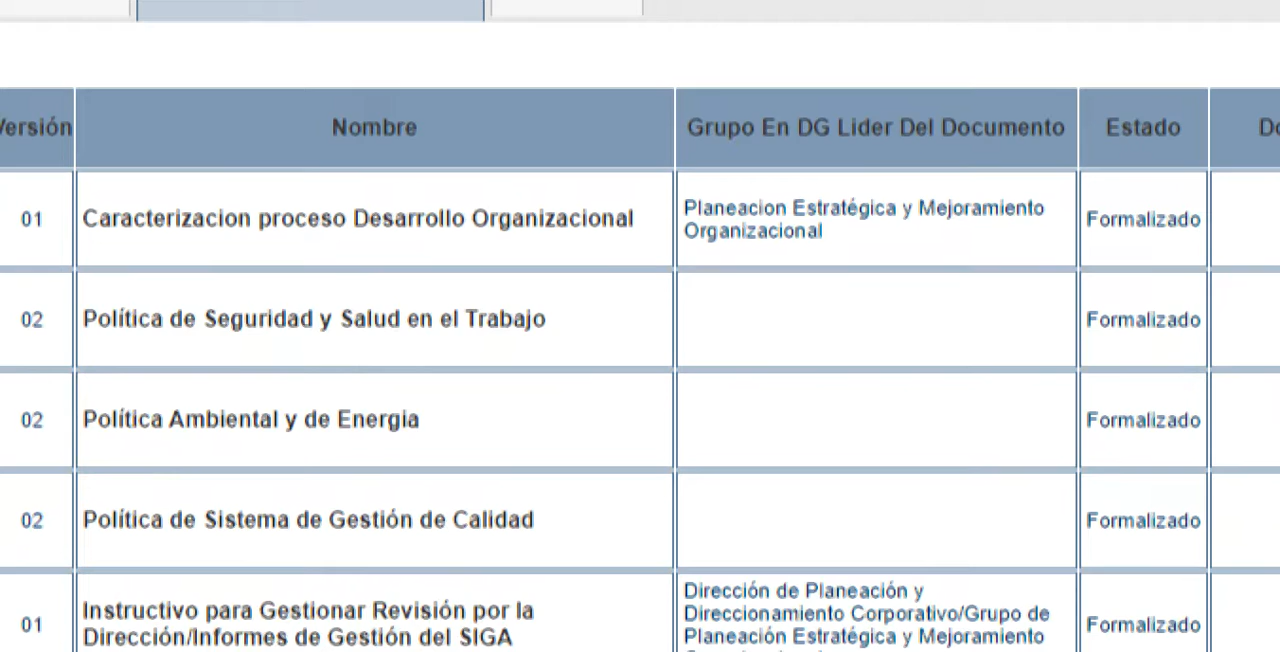 Versión Nombre Grupo En DG Lider Del Documento Estado
01 Caracterizacion proceso Desarrollo Organizacional Planeacion Estratégica y Mejoramiento Organizacional Formalizado
02 Política de Seguridad y Salud en el Trabajo Formalizado
02 Política Ambiental y de Energia Formalizado
02 Política de Sistema de Gestión de Calidad Formalizado
01 Instructivo para Gestionar Revisión por la Dirección/Informes de Gestión del SIGA Dirección de Planeación y Direccionamiento Corporativo/Grupo de Planeación Estratégica y Mejoramiento Formalizado